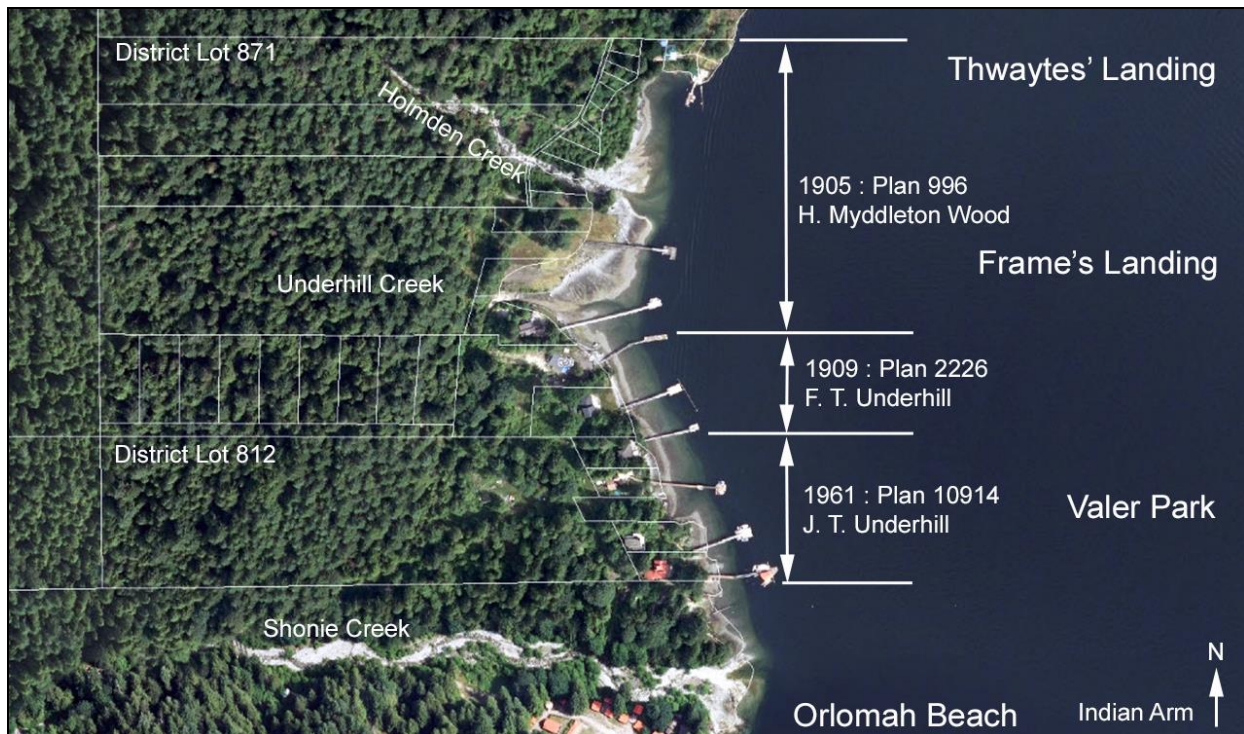 District Lot 871
Thwaytes' Landing
Holmden Creek
1905 : Plan 996
H. Myddleton Wood
Frame's Landing
Underhill Creek
1909 : Plan 2226
F. T. Underhill
District Lot 812
1961 : Plan 10914
J. T. Underhill
Valer Park
Shonie Creek
N
Orlomah Beach
Indian Arm